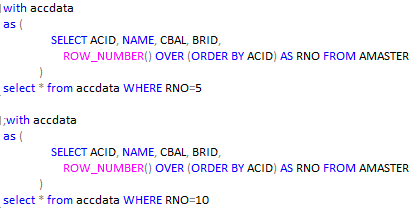 with accdata
as (
SELECT ACID, NAME, CBAL, BRID,
ROW_NUMBER() OVER (ORDER BY ACID) AS RNO FROM AMASTER
)
select * from accdata WHERE RNO=5
;with accdata
as (
SELECT ACID, NAME, CBAL, BRID,
ROW_NUMBER() OVER (ORDER BY ACID) AS RNO FROM AMASTER
)
select * from accdata WHERE RNO=10